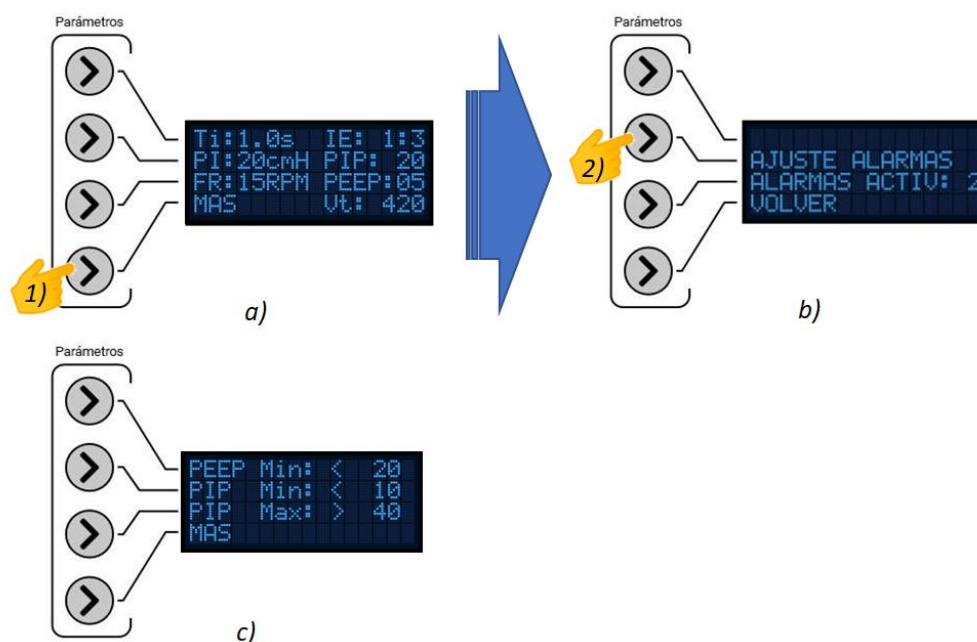 Parámetros
Ti:1.0s IE: 1:3
PI:20cmH PIP: 20
FR:15RPM PEEP:05
MAS Vt: 420
1)
a)
Parámetros
2)
AJUSTE ALARMAS
ALARMAS ACTIV: 2
VOLVER
b)
Parámetros
PEEP Min: < 20
PIP Min: < 10
PIP Max: > 40
MAS
c)